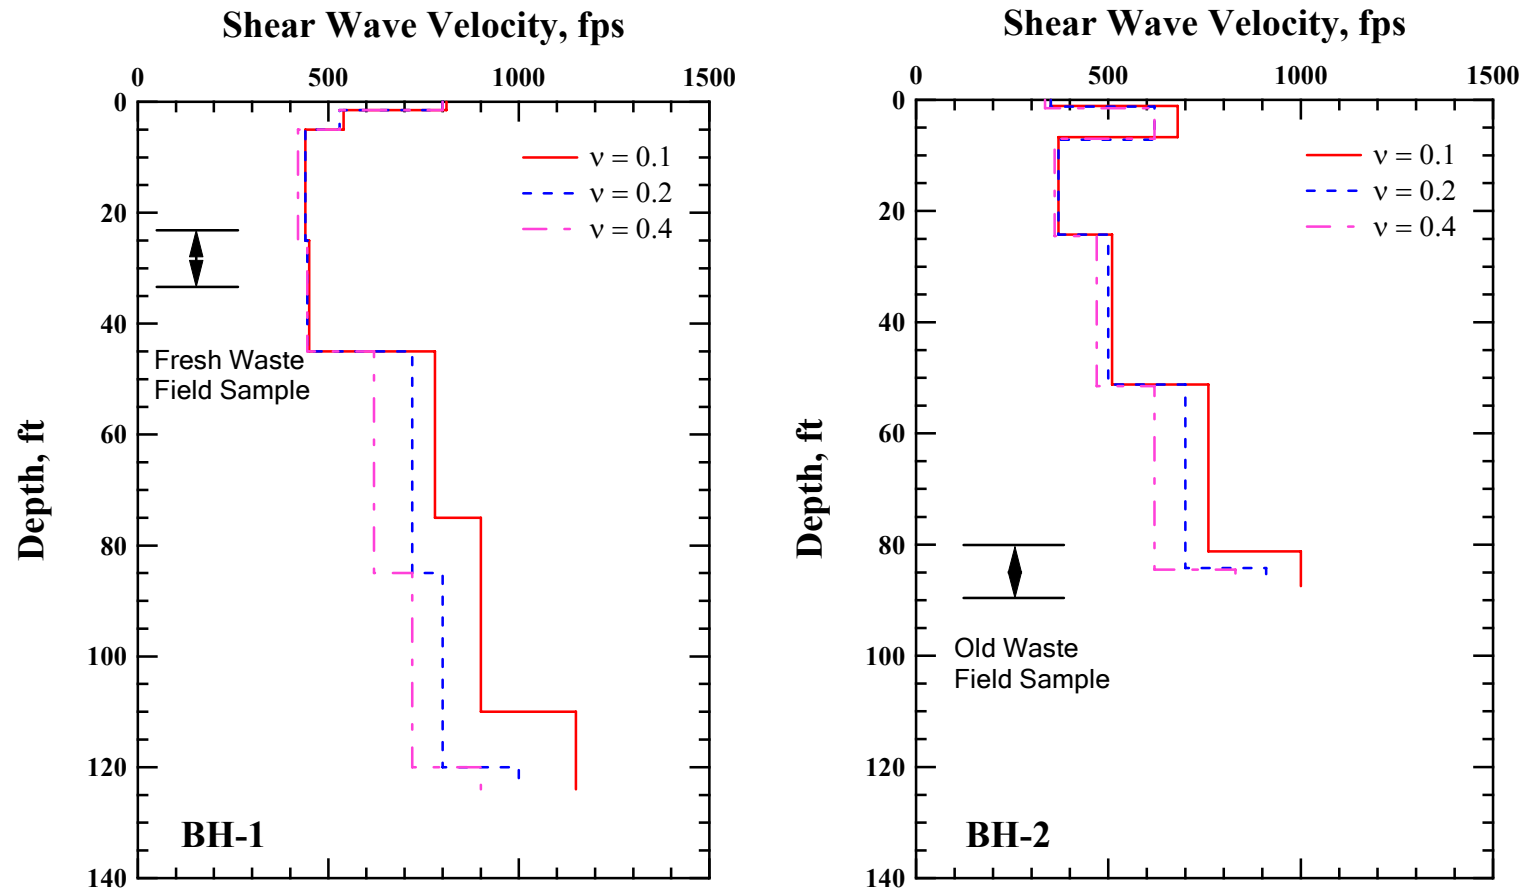 Shear Wave Velocity, fps
0 500 1000 1500
0
20
40
60
80
100
120
140
Depth, ft
ν = 0.1
ν = 0.2
ν = 0.4
Fresh Waste
Field Sample
BH-1
Shear Wave Velocity, fps
0 500 1000 1500
0
20
40
60
80
100
120
140
Depth, ft
ν = 0.1
ν = 0.2
ν = 0.4
Old Waste
Field Sample
BH-2